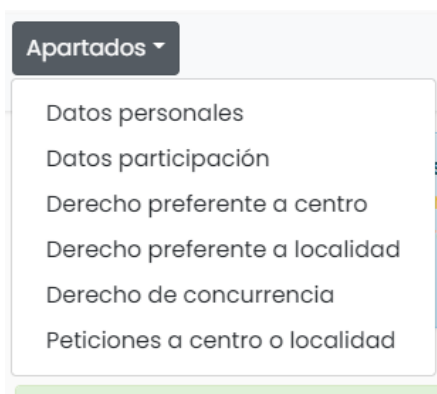 Apartados
Datos personales
Datos participación
Derecho preferente a centro
Derecho preferente a localidad
Derecho de concurrencia
Peticiones a centro o localidad